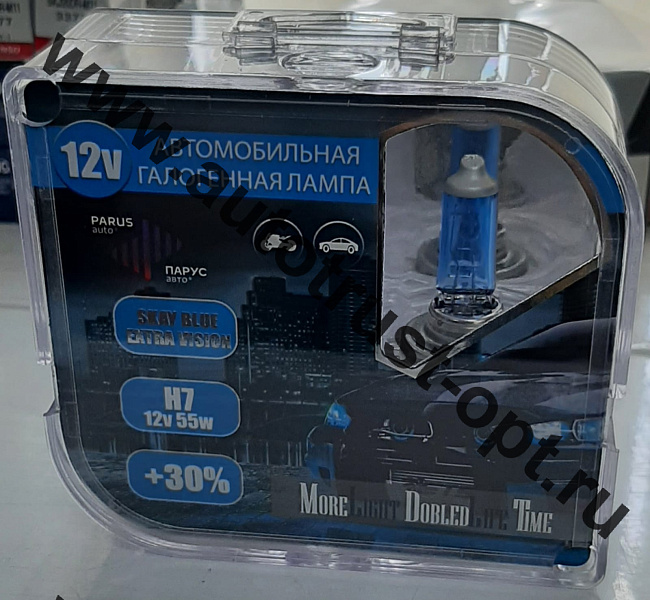 12v
АВТОМОБИЛЬНАЯ
ГАЛОГЕННАЯ ЛАМПА
PARUS
auto
ПАРУС
авто
SKAY BLUE
EXTRA VISION
H7
12v 55w
+30%
MORE LIGHT DOBLED LIFE TIME
www.autotrust-opt.ru